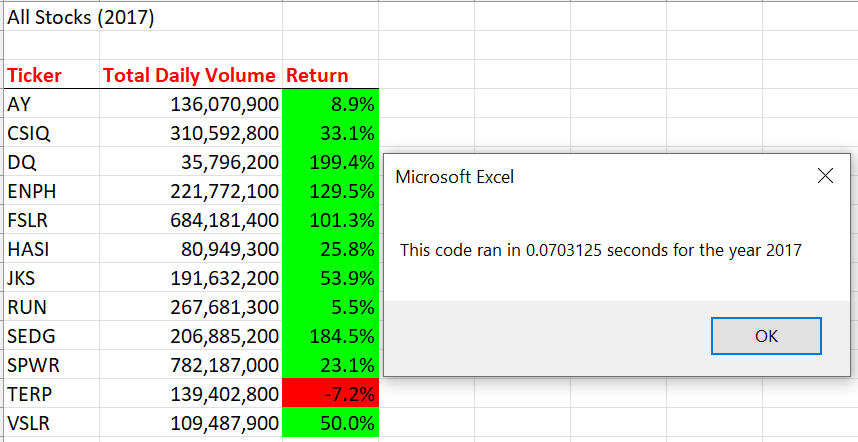 All Stocks (2017)
Ticker Total Daily Volume Return
AY 136,070,900 8.9%
CSIQ 310,592,800 33.1%
DQ 35,796,200 199.4%
ENPH 221,772,100 129.5%
FSLR 684,181,400 101.3%
HASI 80,949,300 25.8%
JKS 191,632,200 53.9%
RUN 267,681,300 5.5%
SEDG 206,885,200 184.5%
SPWR 782,187,000 23.1%
TERP 139,402,800 -7.2%
VSLR 109,487,900 50.0%
Microsoft Excel
This code ran in 0.0703125 seconds for the year 2017
OK